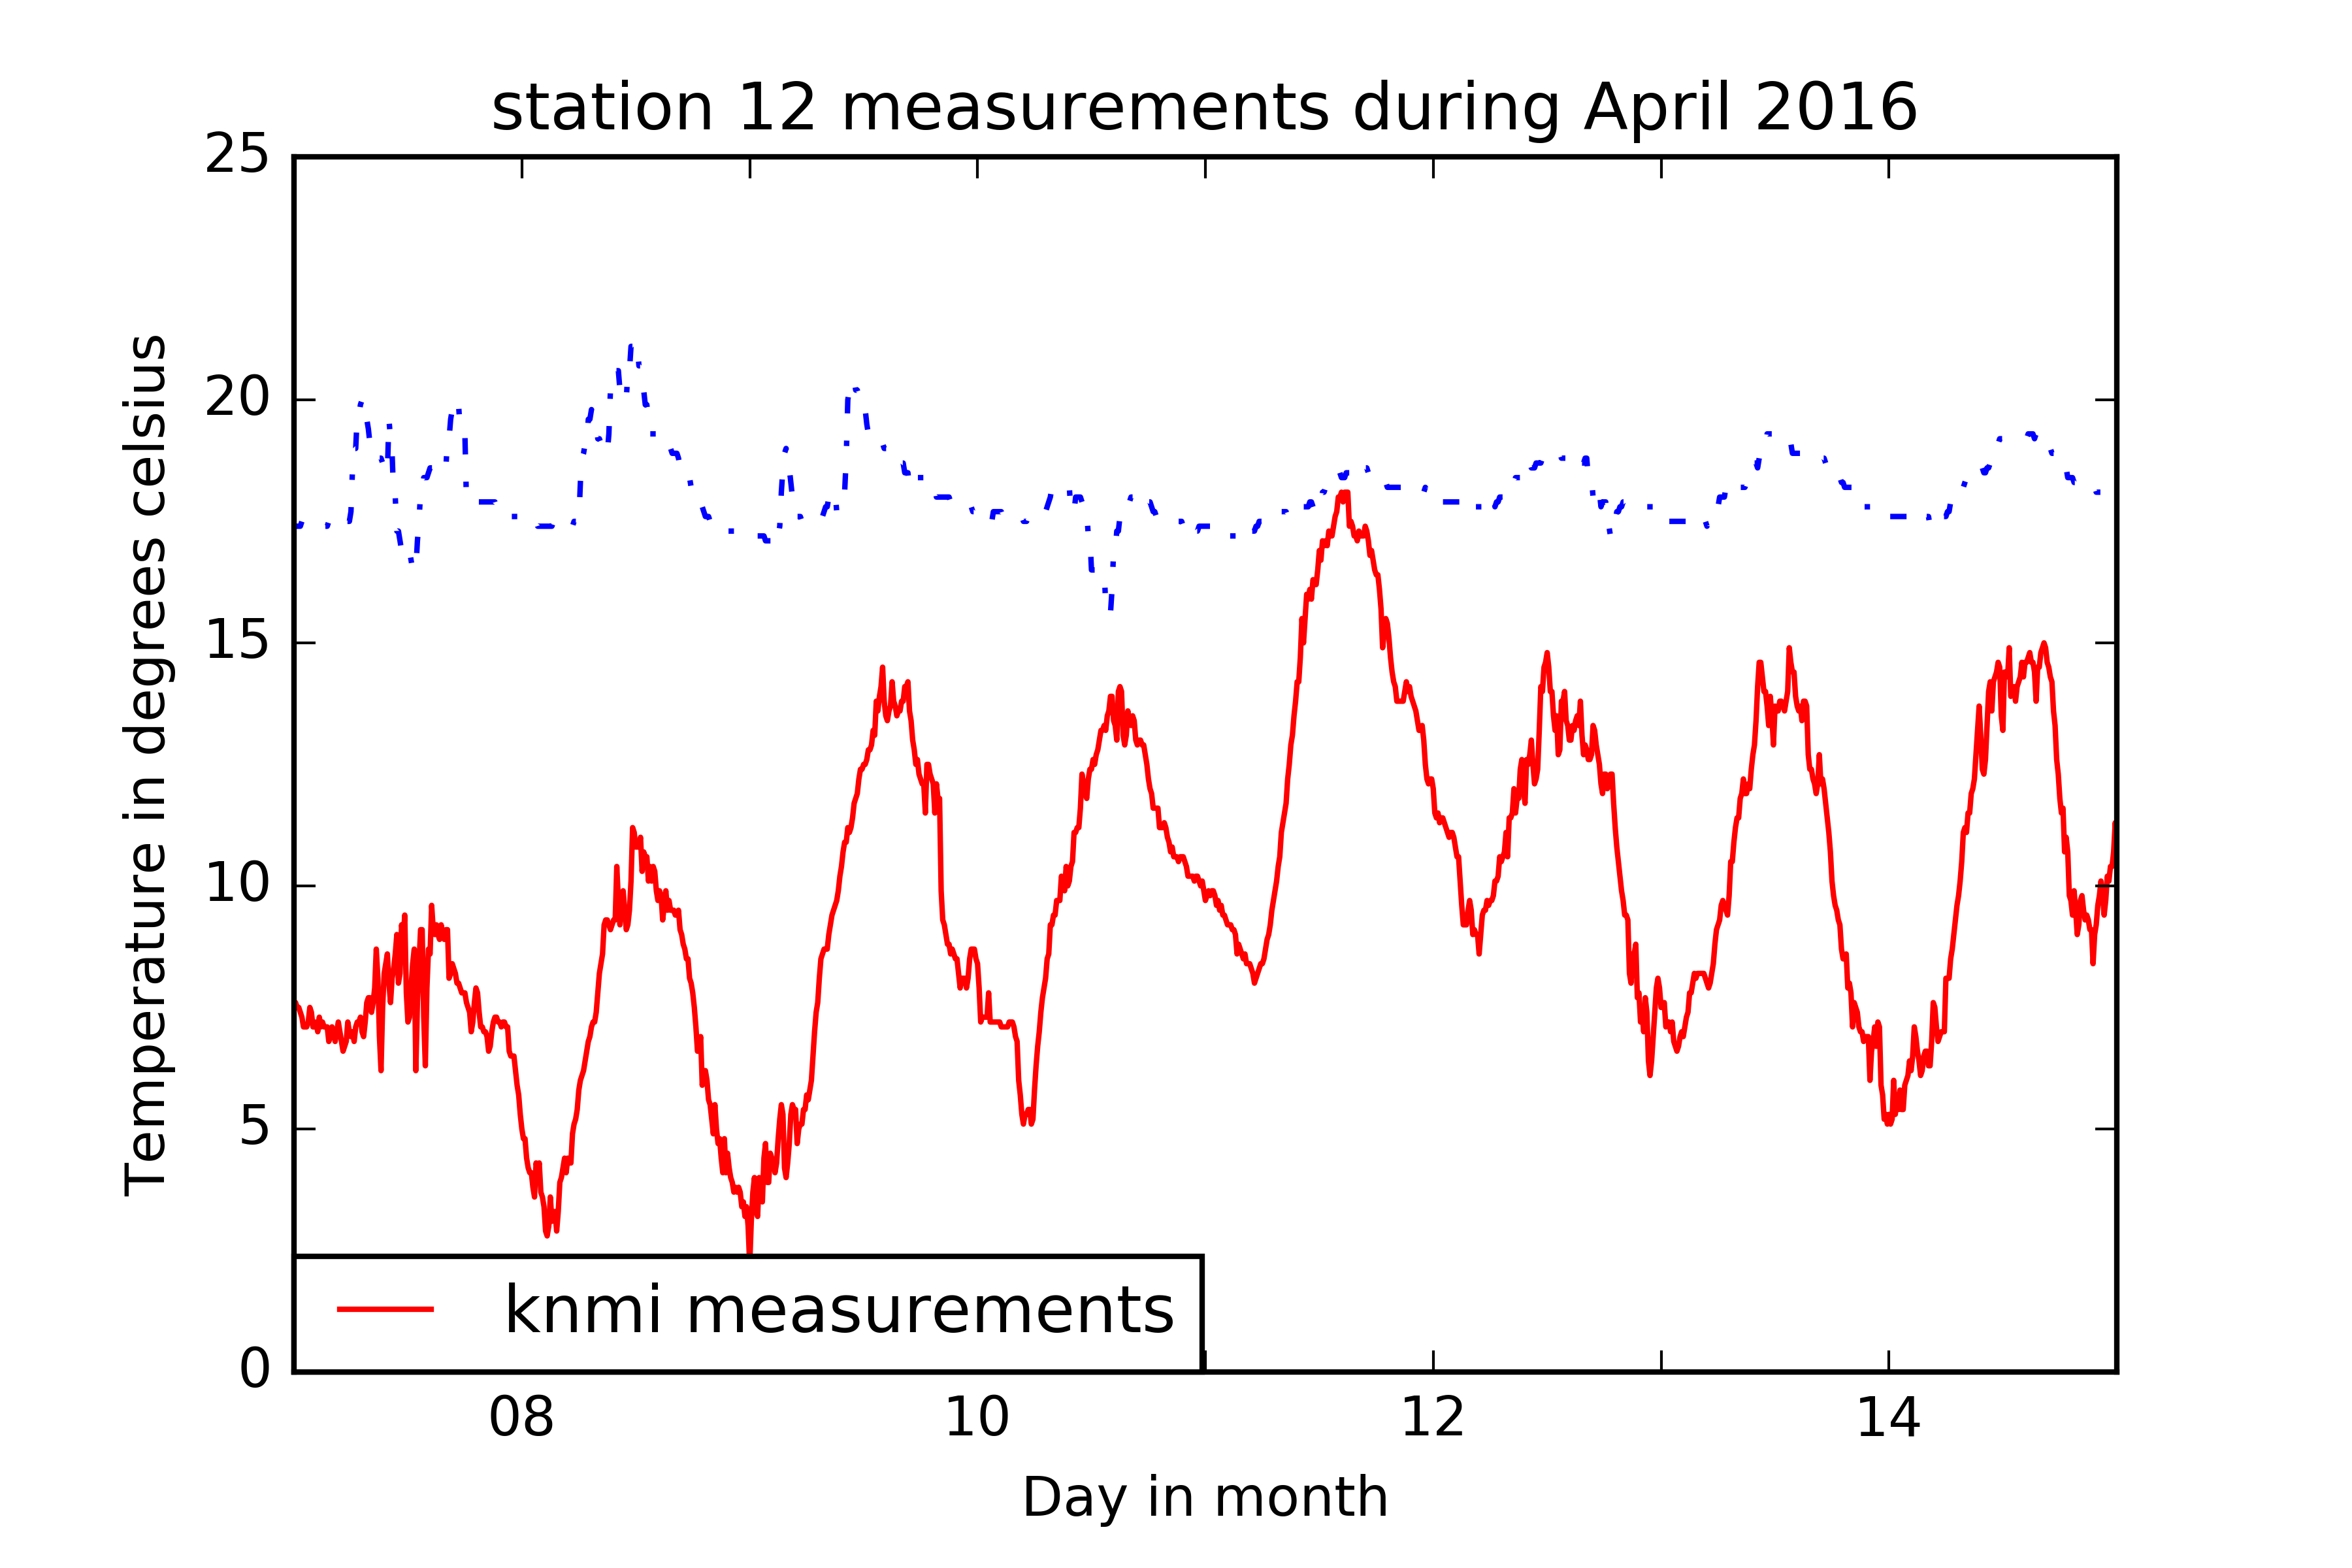 station 12 measurements during April 2016
25
20
15
10
5
0
Temperature in degrees celsius
knmi measurements
08 10 12 14
Day in month